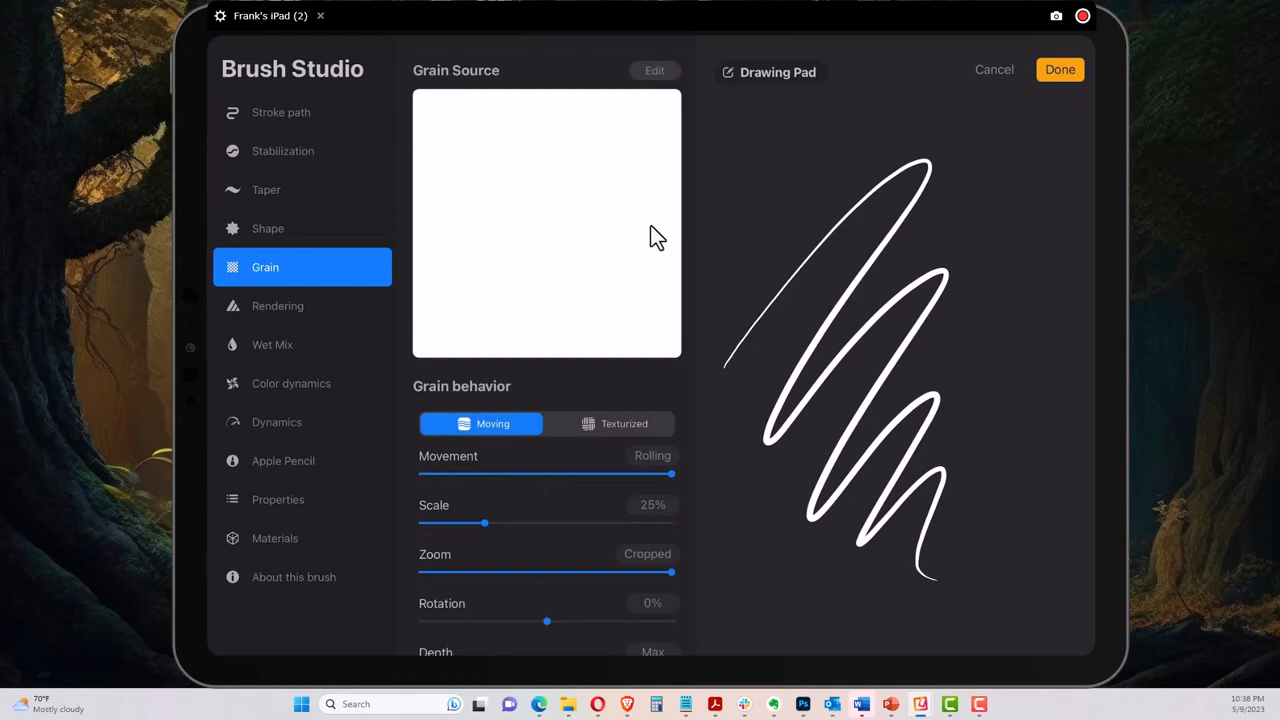 Frank's iPad (2)
Brush Studio
Stroke path
Stabilization
Taper
Shape
Grain
Rendering
Wet Mix
Color dynamics
Dynamics
Apple Pencil
Properties
Materials
About this brush
Grain Source
Edit
Grain behavior
Moving
Texturized
Movement
Rolling
Scale
25%
Zoom
Cropped
Rotation
0%
Depth
Max
Drawing Pad
Cancel
Done
70°F
Mostly cloudy
Search
10:38 PM
5/9/2023